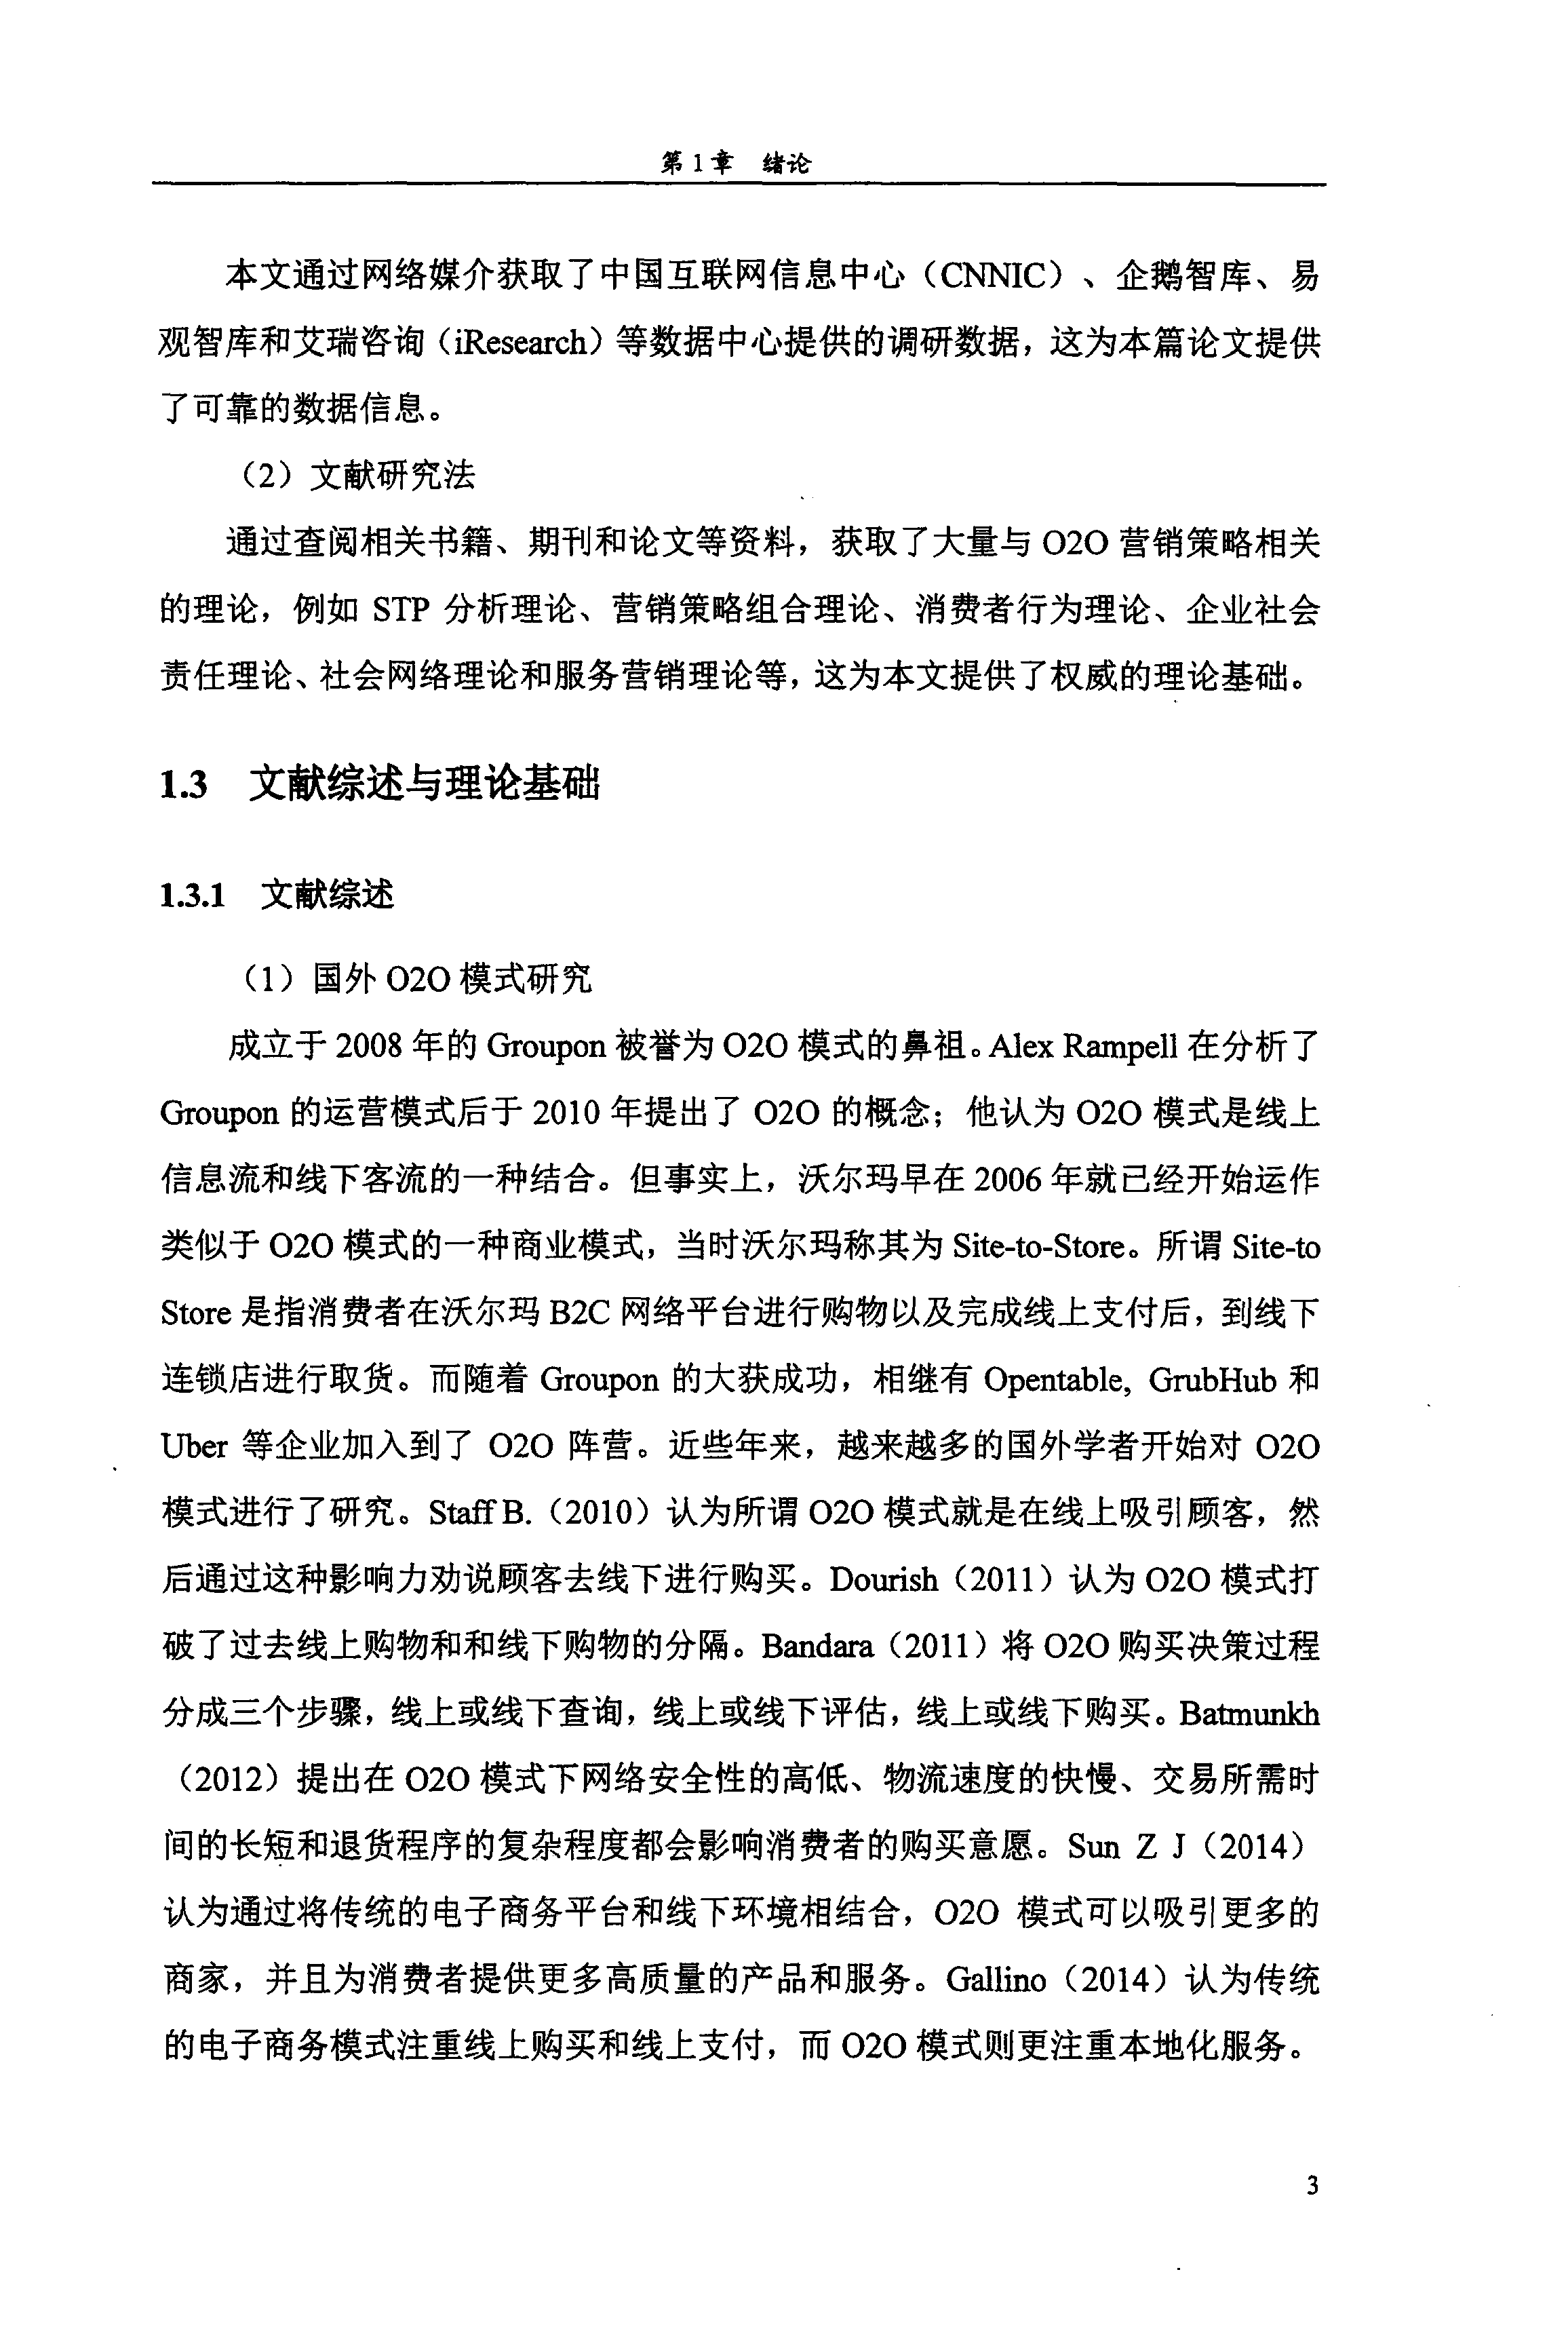 第1章 绪论
本文通过网络媒介获取了中国互联网信息中心（CNNIC）、企鹅智库、易
观智库和艾瑞咨询（iResearch）等数据中心提供的调研数据，这为本篇论文提供
了可靠的数据信息。
（2）文献研究法
通过查阅相关书籍、期刊和论文等资料，获取了大量与 O2O 营销策略相关
的理论，例如 STP 分析理论、营销策略组合理论、消费者行为理论、企业社会
责任理论、社会网络理论和服务营销理论等，这为本文提供了权威的理论基础。
1.3 文献综述与理论基础
1.3.1 文献综述
（1）国外 O2O 模式研究
成立于 2008 年的 Groupon 被誉为 O2O 模式的鼻祖。Alex Rampell 在分析了
Groupon 的运营模式后于 2010 年提出了 O2O 的概念；他认为 O2O 模式是线上
信息流和线下客流的一种结合。但事实上，沃尔玛早在 2006 年就已经开始运作
类似于 O2O 模式的一种商业模式，当时沃尔玛称其为 Site-to-Store。所谓 Site-to
Store 是指消费者在沃尔玛 B2C 网络平台进行购物以及完成线上支付后，到线下
连锁店进行取货。而随着 Groupon 的大获成功，相继有 Opentable, GrubHub 和
Uber 等企业加入到了 O2O 阵营。近些年来，越来越多的国外学者开始对 O2O
模式进行了研究。Staff B.（2010）认为所谓 O2O 模式就是在线上吸引顾客，然
后通过这种影响力劝说顾客去线下进行购买。Dourish（2011）认为 O2O 模式打
破了过去线上购物和和线下购物的分隔。Bandara（2011）将 O2O 购买决策过程
分成三个步骤，线上或线下查询，线上或线下评估，线上或线下购买。Batmunkh
（2012）提出在 O2O 模式下网络安全性的高低、物流速度的快慢、交易所需时
间的长短和退货程序的复杂程度都会影响消费者的购买意愿。Sun Z J（2014）
认为通过将传统的电子商务平台和线下环境相结合，O2O 模式可以吸引更多的
商家，并且为消费者提供更多高质量的产品和服务。Gallino（2014）认为传统
的电子商务模式注重线上购买和线上支付，而 O2O 模式则更注重本地化服务。
3